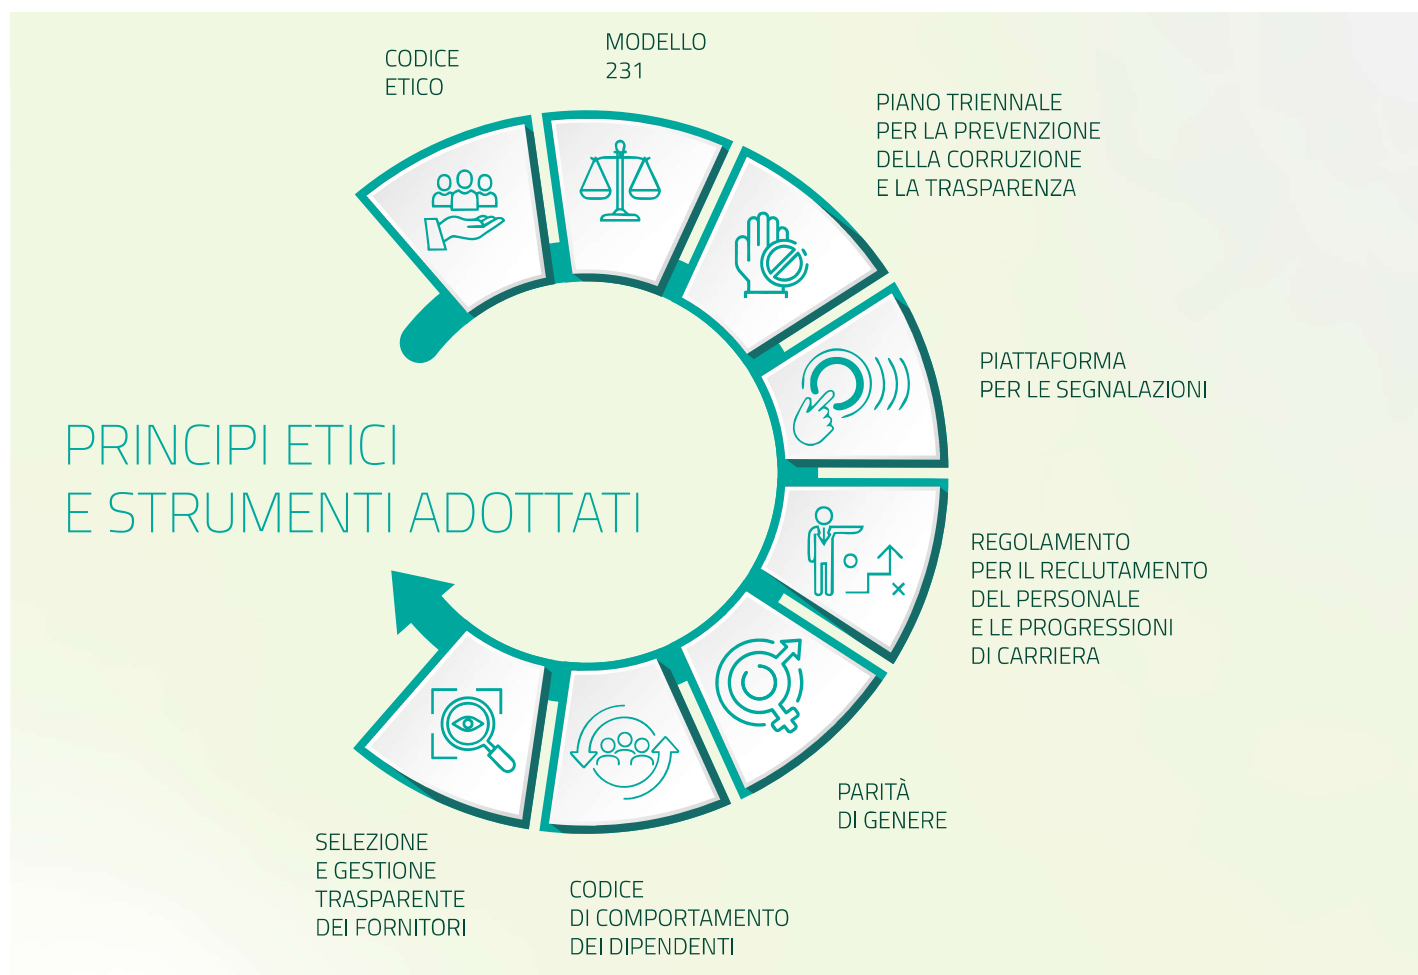 CODICE
ETICO
MODELLO
231
PIANO TRIENNALE
PER LA PREVENZIONE
DELLA CORRUZIONE
E LA TRASPARENZA
PIATTAFORMA
PER LE SEGNALAZIONI
PRINCIPI ETICI
E STRUMENTI ADOTTATI
REGOLAMENTO
PER IL RECLUTAMENTO
DEL PERSONALE
E LE PROGRESSIONI
DI CARRIERA
PARITÀ
DI GENERE
CODICE
DI COMPORTAMENTO
DEI DIPENDENTI
SELEZIONE
E GESTIONE
TRASPARENTE
DEI FORNITORI